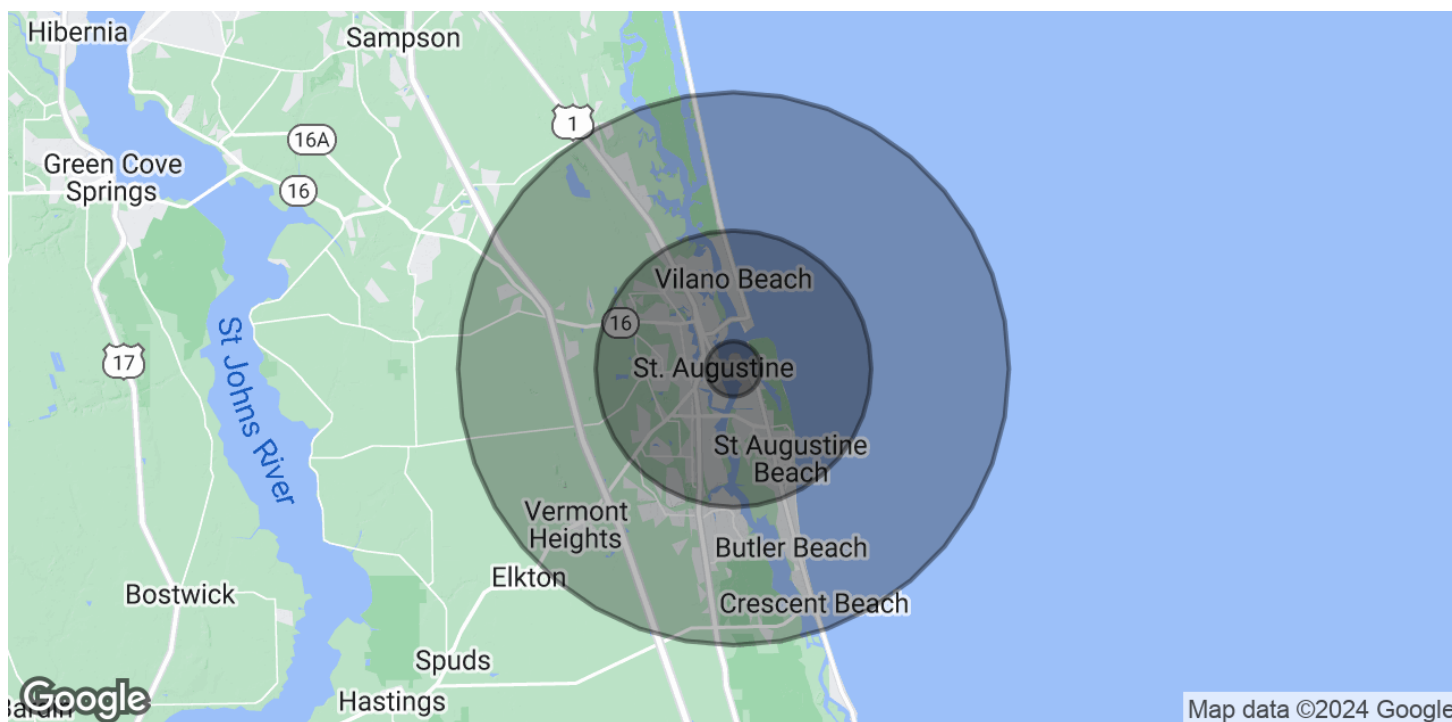 Hibernia
Sampson
1
16A
Green Cove
Springs
16
Vilano Beach
16
St. Augustine
17
St Johns River
St Augustine
Beach
Vermont
Heights
Butler Beach
Elkton
Bostwick
Crescent Beach
Spuds
Hastings
Google
Map data ©2024 Google